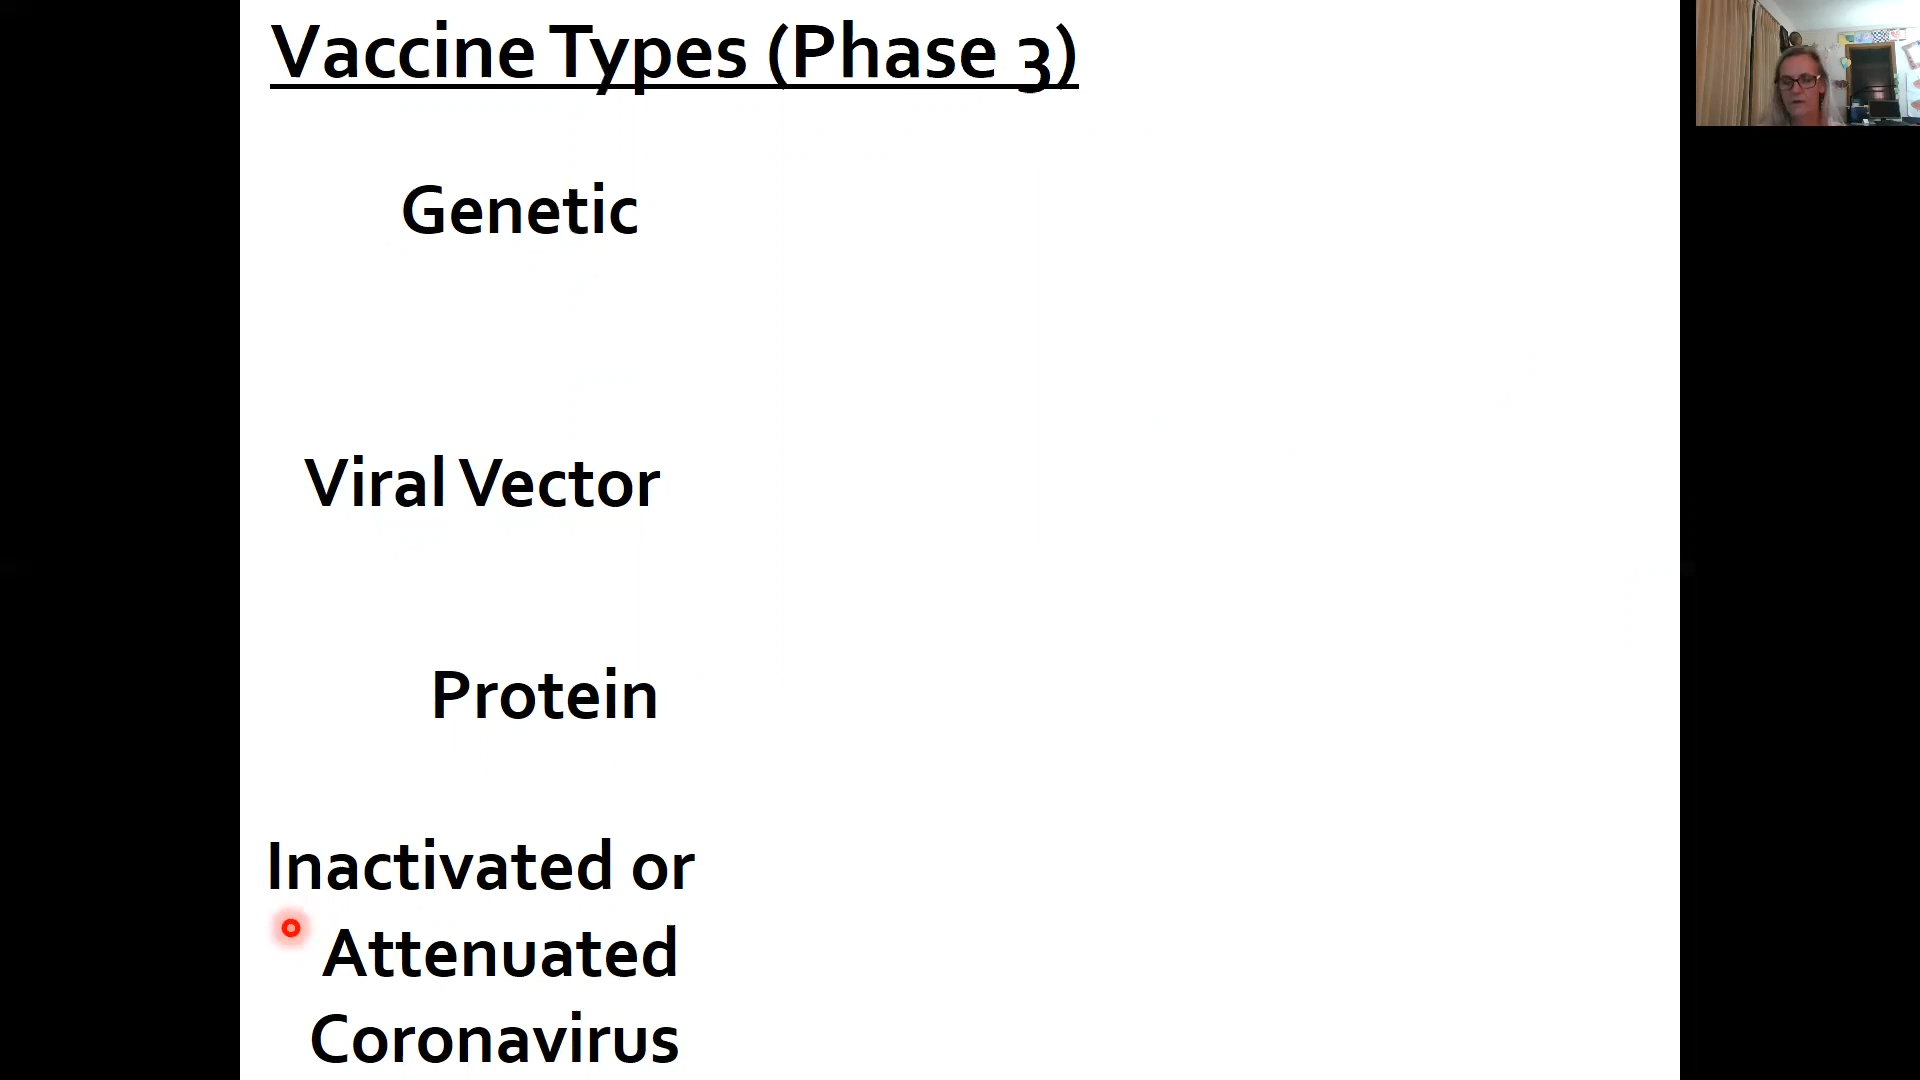 Vaccine Types (Phase 3)
Genetic
Viral Vector
Protein
Inactivated or
Attenuated
Coronavirus